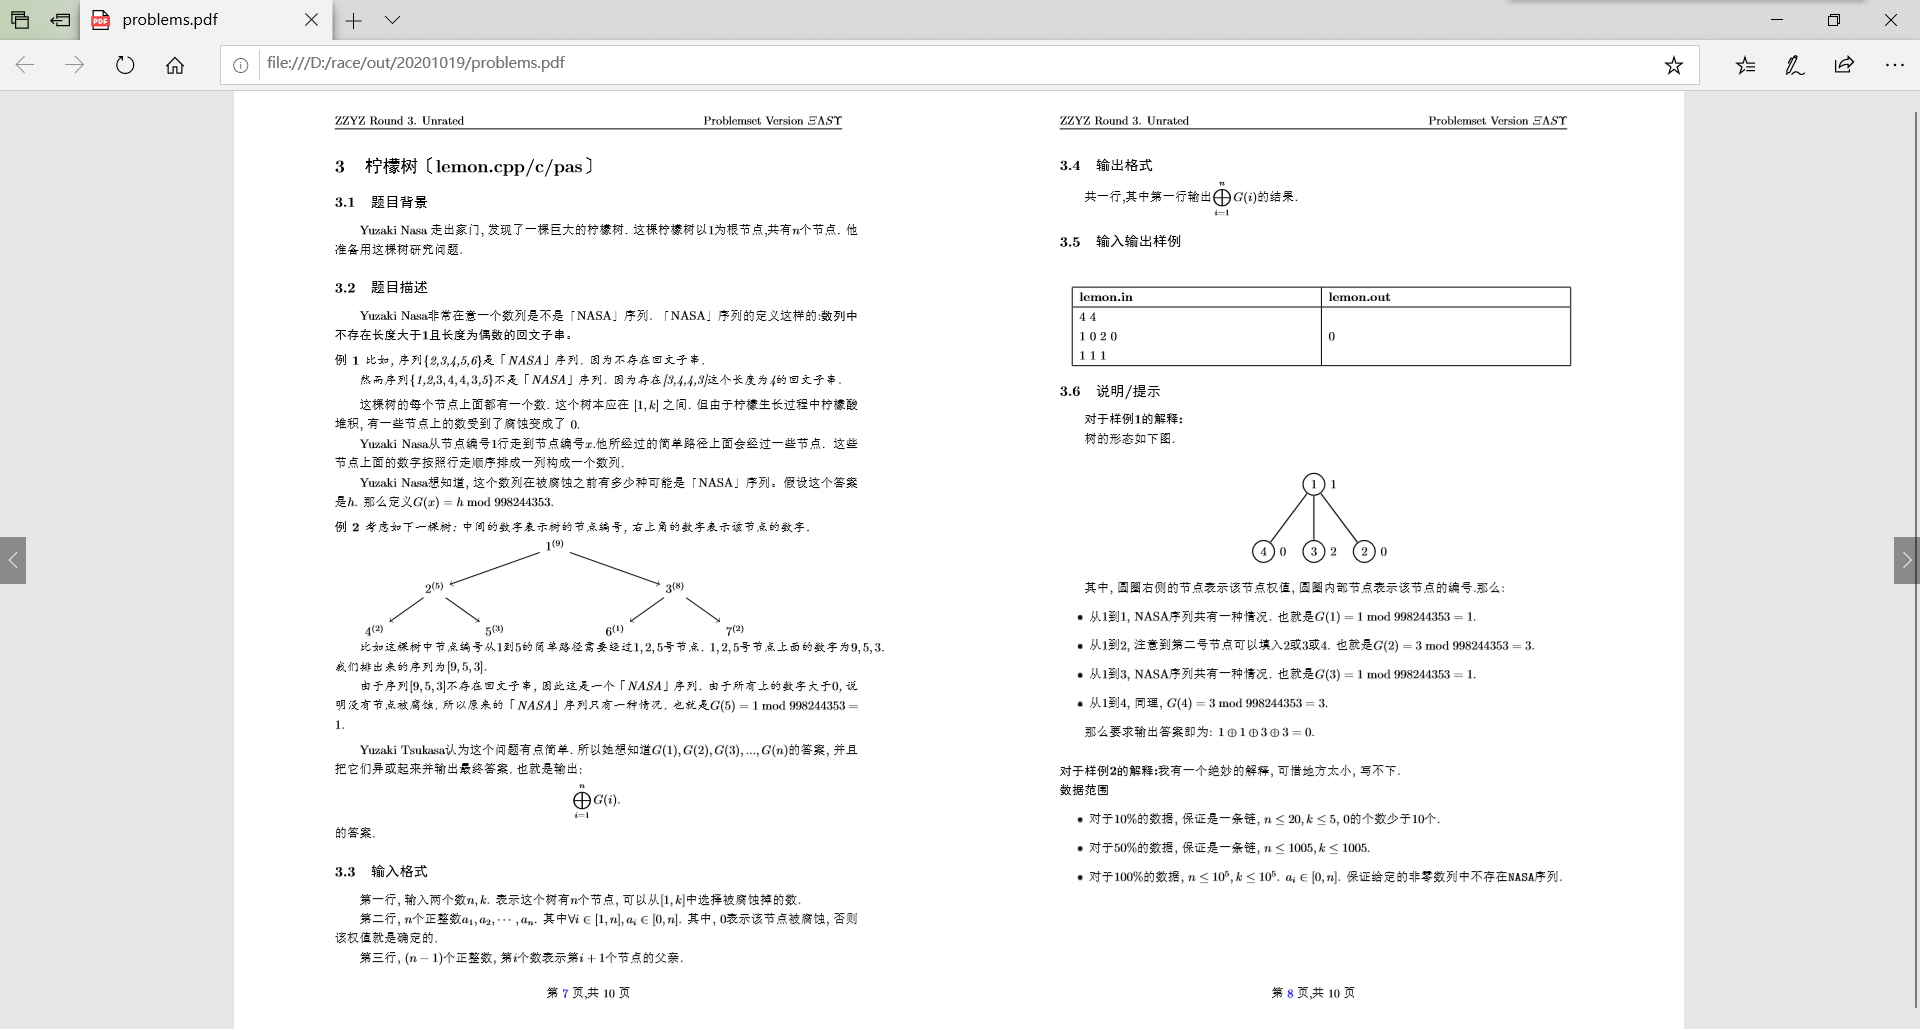 problems.pdf
file:///D:/race/out/20201019/problems.pdf
ZZYZ Round 3. Unrated Problemset Version ΞΛSΥ
3 柠檬树〔lemon.cpp/c/pas〕
3.1 题目背景
Yuzaki Nasa 走出家门, 发现了一棵巨大的柠檬树. 这棵柠檬树以1为根节点,共有n个节点. 他
准备用这棵树研究问题.
3.2 题目描述
Yuzaki Nasa非常在意一个数列是不是「NASA」序列. 「NASA」序列的定义这样的:数列中
不存在长度大于1且长度为偶数的回文子串。
例 1 比如, 序列{2,3,4,5,6}是「NASA」序列. 因为不存在回文子串.
然而序列{1,2,3,4,4,3,5}不是「NASA」序列. 因为存在[3,4,4,3]这个长度为4的回文子串.
这棵树的每个节点上面都有一个数. 这个树本应在 [1, k] 之间. 但由于柠檬生长过程中柠檬酸
堆积, 有一些节点上的数受到了腐蚀变成了 0.
Yuzaki Nasa从节点编号1行走到节点编号x.他所经过的简单路径上面会经过一些节点. 这些
节点上面的数字按照行走顺序排成一列构成一个数列.
Yuzaki Nasa想知道, 这个数列在被腐蚀之前有多少种可能是「NASA」序列。假设这个答案
是h. 那么定义G(x) = h mod 998244353.
例 2 考虑如下一棵树: 中间的数字表示树的节点编号, 右上角的数字表示该节点的数字.
1(9)
2(5) 3(8)
4(2) 5(3) 6(1) 7(2)
比如这棵树中节点编号从1到5的简单路径需要经过1, 2, 5号节点. 1, 2, 5号节点上面的数字为9, 5, 3.
我们排出来的序列为[9, 5, 3].
由于序列[9, 5, 3]不存在回文子串, 因此这是一个「NASA」序列. 由于所有上的数字大于0, 说
明没有节点被腐蚀. 所以原来的「NASA」序列只有一种情况. 也就是G(5) = 1 mod 998244353 =
1.
Yuzaki Tsukasa认为这个问题有点简单. 所以她想知道G(1), G(2), G(3), ..., G(n)的答案, 并且
把它们异或起来并输出最终答案. 也就是输出:
n
⨁G(i).
i=1
的答案.
3.3 输入格式
第一行, 输入两个数n, k. 表示这个树有n个节点, 可以从[1, k]中选择被腐蚀掉的数.
第二行, n个正整数a1, a2, ··· , an. 其中∀i ∈ [1, n], ai ∈ [0, n]. 其中, 0表示该节点被腐蚀, 否则
该权值就是确定的.
第三行, (n − 1)个正整数, 第i个数表示第i + 1个节点的父亲.
第 7 页,共 10 页
ZZYZ Round 3. Unrated Problemset Version ΞΛSΥ
3.4 输出格式
n
共一行,其中第一行输出⨁G(i)的结果.
i=1
3.5 输入输出样例
lemon.in lemon.out
4 4
1 0 2 0 0
1 1 1
3.6 说明/提示
对于样例1的解释:
树的形态如下图.
1 1
4 0 3 2 2 0
其中, 圆圈右侧的节点表示该节点权值, 圆圈内部节点表示该节点的编号.那么:
• 从1到1, NASA序列共有一种情况. 也就是G(1) = 1 mod 998244353 = 1.
• 从1到2, 注意到第二号节点可以填入2或3或4. 也就是G(2) = 3 mod 998244353 = 3.
• 从1到3, NASA序列共有一种情况. 也就是G(3) = 1 mod 998244353 = 1.
• 从1到4, 同理, G(4) = 3 mod 998244353 = 3.
那么要求输出答案即为: 1 ⊕ 1 ⊕ 3 ⊕ 3 = 0.
对于样例2的解释:我有一个绝妙的解释, 可惜地方太小, 写不下.
数据范围
• 对于10%的数据, 保证是一条链, n ≤ 20, k ≤ 5, 0的个数少于10个.
• 对于50%的数据, 保证是一条链, n ≤ 1005, k ≤ 1005.
• 对于100%的数据, n ≤ 10⁵, k ≤ 10⁵. ai ∈ [0, n]. 保证给定的非零数列中不存在NASA序列.
第 8 页,共 10 页